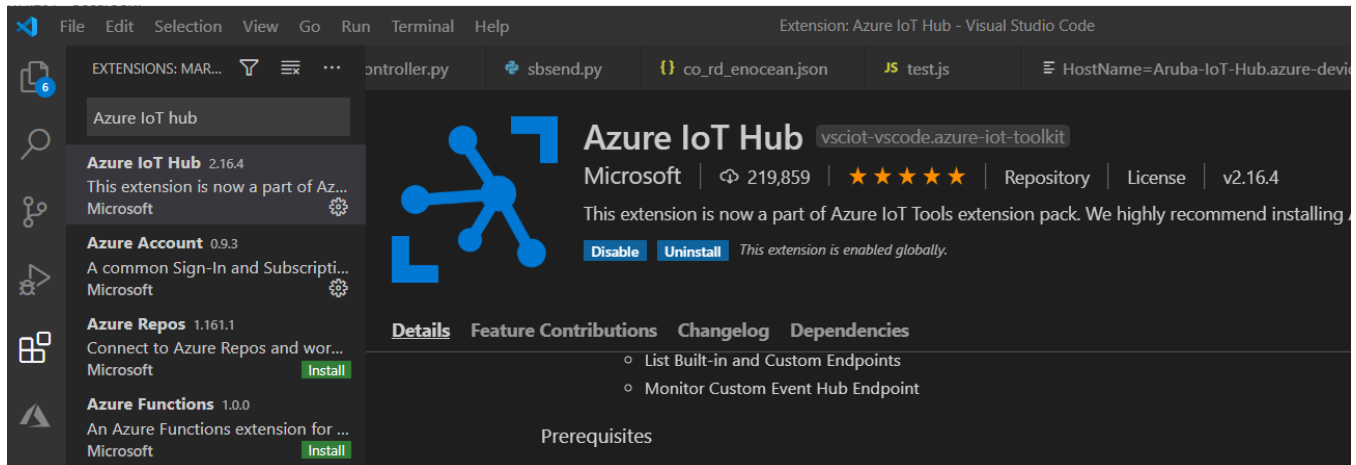 File Edit Selection View Go Run Terminal Help Extension: Azure IoT Hub - Visual Studio Code
EXTENSIONS: MAR... ···
ontroller.py sbsend.py {} co_rd_enocean.json JS test.js HostName=Aruba-IoT-Hub.azure-devic
6
Azure IoT hub
Azure IoT Hub 2.16.4
This extension is now a part of Az...
Microsoft
Azure Account 0.9.3
A common Sign-In and Subscripti...
Microsoft
Azure Repos 1.161.1
Connect to Azure Repos and wor...
Microsoft Install
Azure Functions 1.0.0
An Azure Functions extension for ...
Microsoft Install
Azure IoT Hub vsciot-vscode.azure-iot-toolkit
Microsoft 219,859 Repository License v2.16.4
This extension is now a part of Azure IoT Tools extension pack. We highly recommend installing
Disable Uninstall This extension is enabled globally.
Details Feature Contributions Changelog Dependencies
List Built-in and Custom Endpoints
Monitor Custom Event Hub Endpoint
Prerequisites